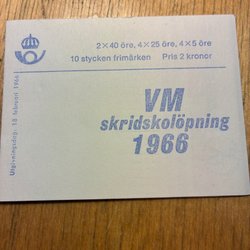 2×40 öre, 4×25 öre, 4×5 öre
10 stycken frimärken Pris 2 kronor
VM
skridskolöpning
1966
Utgivningsdag: 18 februari 1966